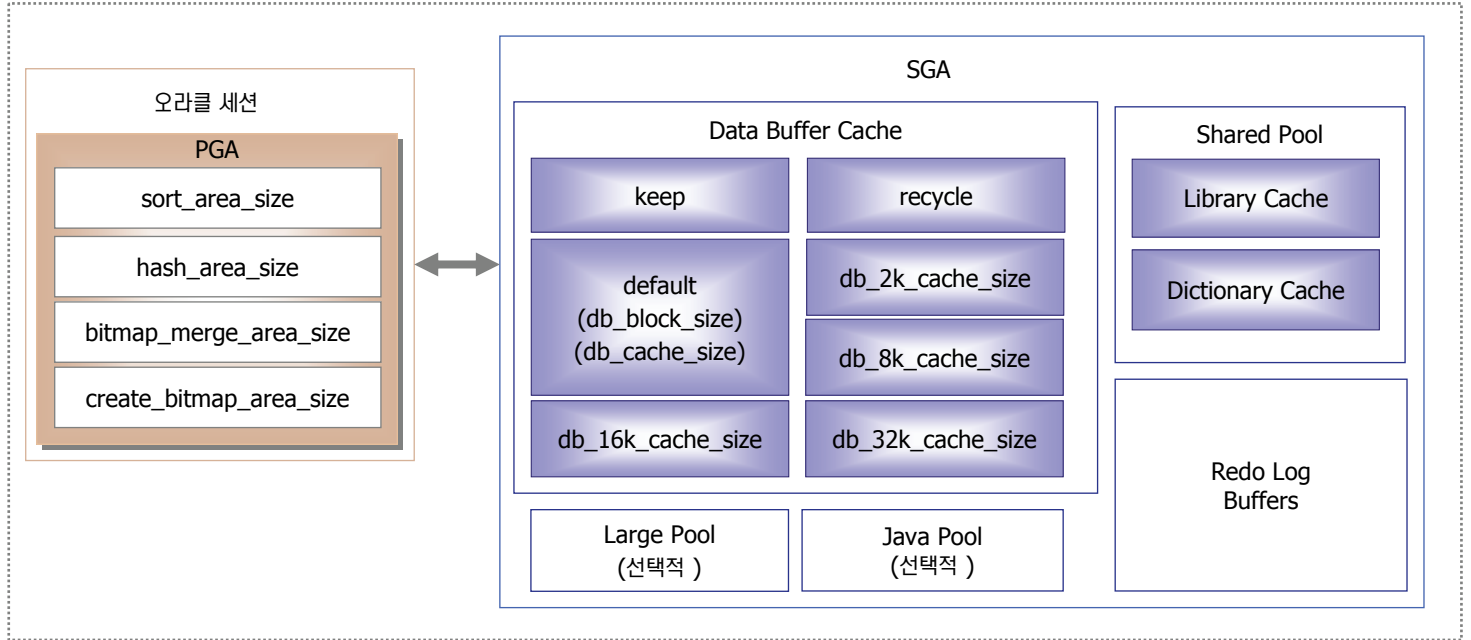 오라클 세션
PGA
sort_area_size
hash_area_size
bitmap_merge_area_size
create_bitmap_area_size
SGA
Data Buffer Cache
keep
recycle
default
(db_block_size)
(db_cache_size)
db_2k_cache_size
db_8k_cache_size
db_16k_cache_size
db_32k_cache_size
Large Pool
(선택적 )
Java Pool
(선택적 )
Shared Pool
Library Cache
Dictionary Cache
Redo Log
Buffers